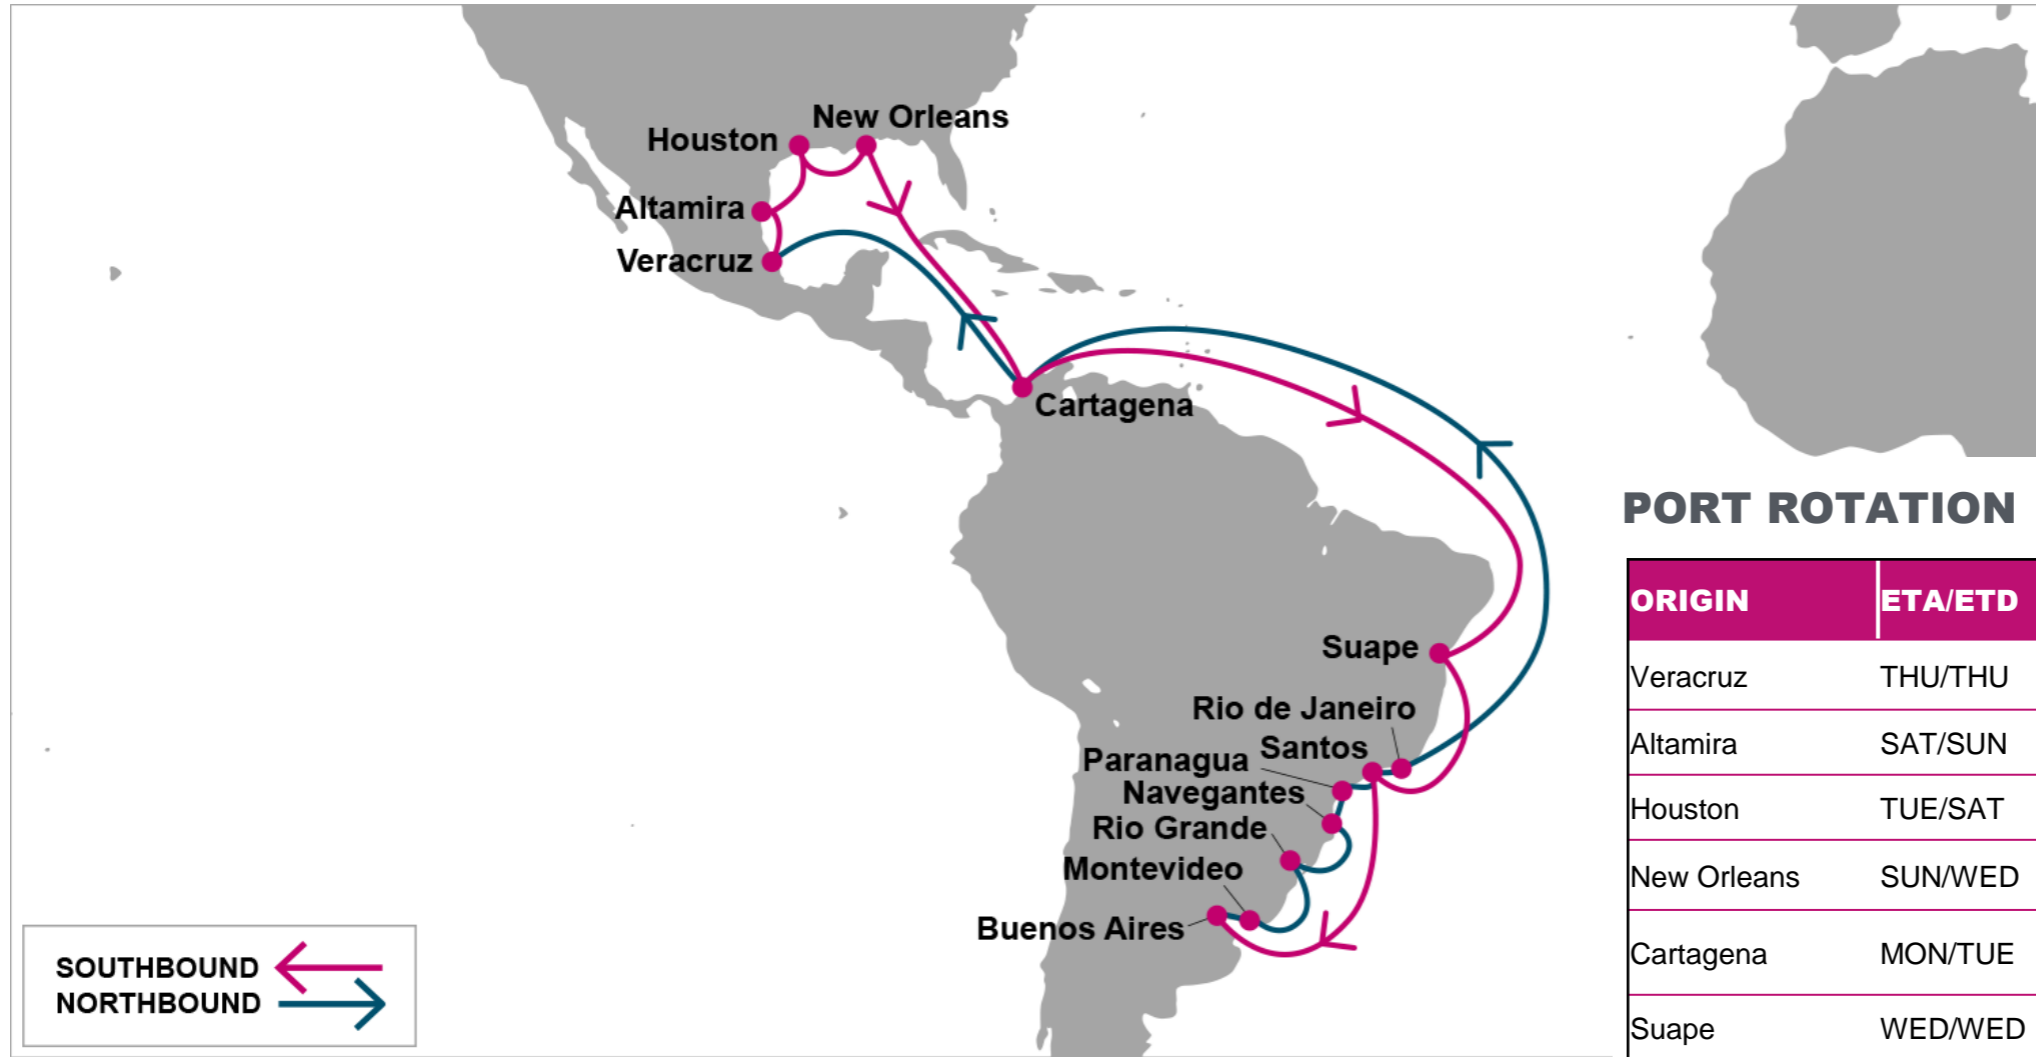 New Orleans
Houston
Altamira
Veracruz
Cartagena
Suape
Rio de Janeiro
Santos
Paranagua
Navegantes
Rio Grande
Montevideo
Buenos Aires
SOUTHBOUND
NORTHBOUND
PORT ROTATION
ORIGIN ETA/ETD
Veracruz THU/THU
Altamira SAT/SUN
Houston TUE/SAT
New Orleans SUN/WED
Cartagena MON/TUE
Suape WED/WED